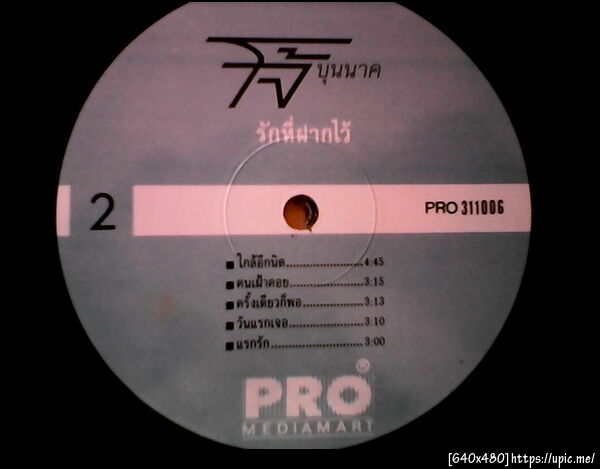 วิจิ บุนนาค
รักที่ฝากไว้
2
PRO 311006
ใกล้อีกนิด 4:45
คนเฝ้าคอย 3:15
ครั้งเดียวก็พอ 3:13
วันแรกเจอ 3:10
แรกรัก 3:00
PRO®
MEDIAMART
[640x480]https://upic.me/